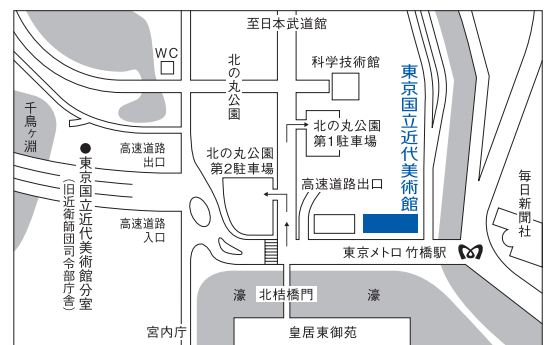 至日本武道館
WC
北の丸公園
科学技術館
東京国立近代美術館
千鳥ヶ淵
北の丸公園
第1駐車場
高速道路
出口
北の丸公園
第2駐車場
高速道路出口
毎日新聞社
●東京国立近代美術館分室
(旧近衛師団司令部庁舎)
高速道路
入口
東京メトロ 竹橋駅
濠
北桔橋門
濠
宮内庁
皇居東御苑